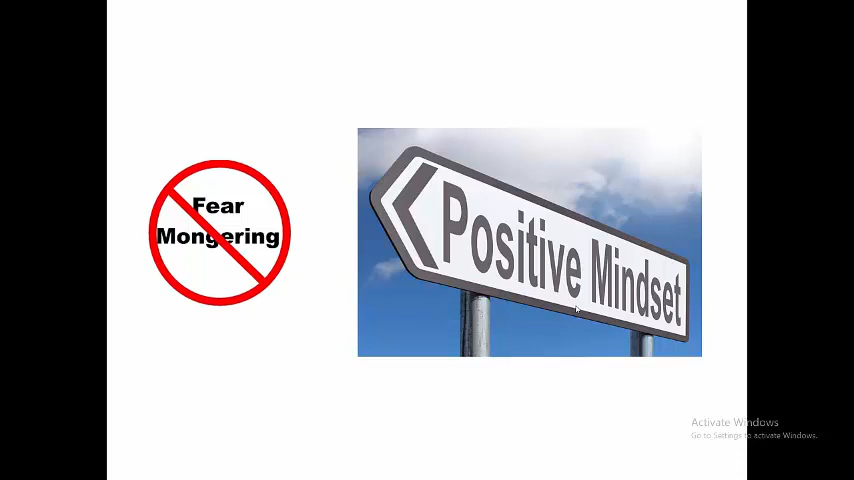 Fear
Mongering
Positive Mindset
Activate Windows
Go to Settings to activate Windows.